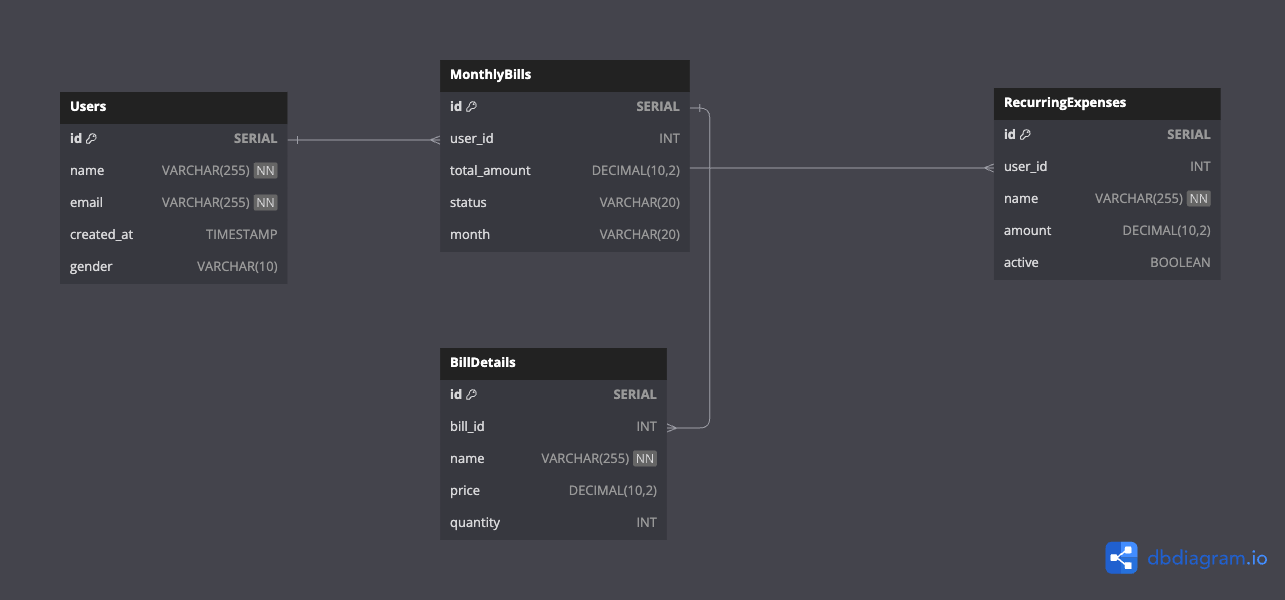 Users
id SERIAL
name VARCHAR(255) NN
email VARCHAR(255) NN
created_at TIMESTAMP
gender VARCHAR(10)
MonthlyBills
id SERIAL
user_id INT
total_amount DECIMAL(10,2)
status VARCHAR(20)
month VARCHAR(20)
RecurringExpenses
id SERIAL
user_id INT
name VARCHAR(255) NN
amount DECIMAL(10,2)
active BOOLEAN
BillDetails
id SERIAL
bill_id INT
name VARCHAR(255) NN
price DECIMAL(10,2)
quantity INT
dbdiagram.io